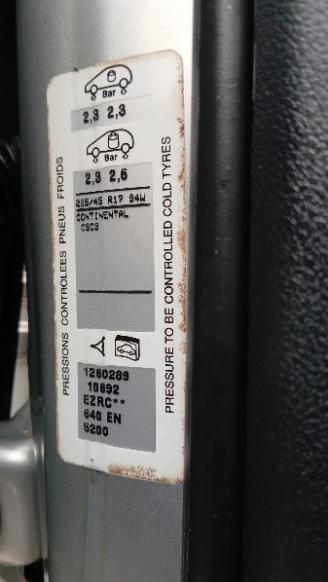 Bar
2,3 2,3
Bar
2,3 2,6
225/45 R17 94W
CONTINENTAL
CSC3
PRESSIONS CONTROLEES PNEUS FROIDS
PRESSURE TO BE CONTROLLED COLD TYRES
1260289
10692
EZRC**
640 EN
5200